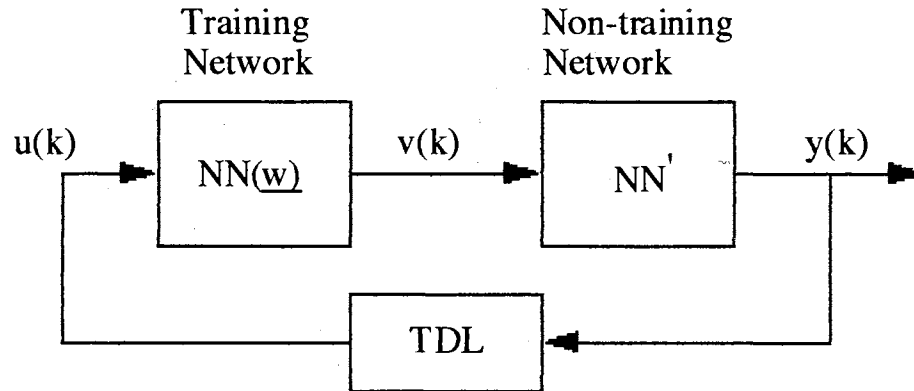 Training
Network
Non-training
Network
u(k)
NN(w)
v(k)
NN'
y(k)
TDL